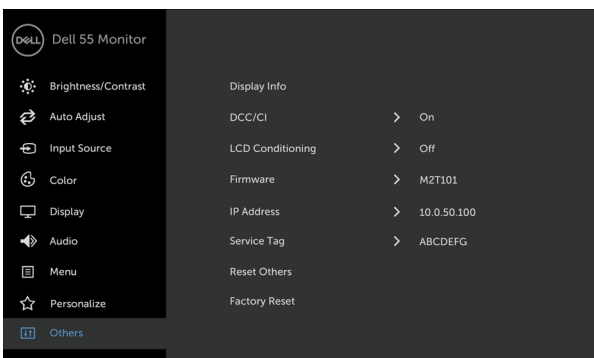 DELL Dell 55 Monitor
Brightness/Contrast
Auto Adjust
Input Source
Color
Display
Audio
Menu
Personalize
Others
Display Info
DCC/CI > On
LCD Conditioning > Off
Firmware > M2T101
IP Address > 10.0.50.100
Service Tag > ABCDEFG
Reset Others
Factory Reset